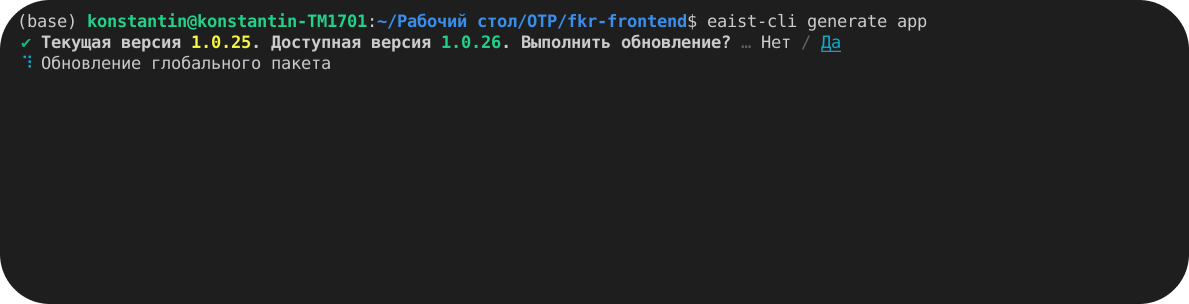 (base) konstantin@konstantin-TM1701:~/Рабочий стол/OTP/fkr-frontend$ eaist-cli generate app
✔ Текущая версия 1.0.25. Доступная версия 1.0.26. Выполнить обновление? … Нет / Да
⠹ Обновление глобального пакета